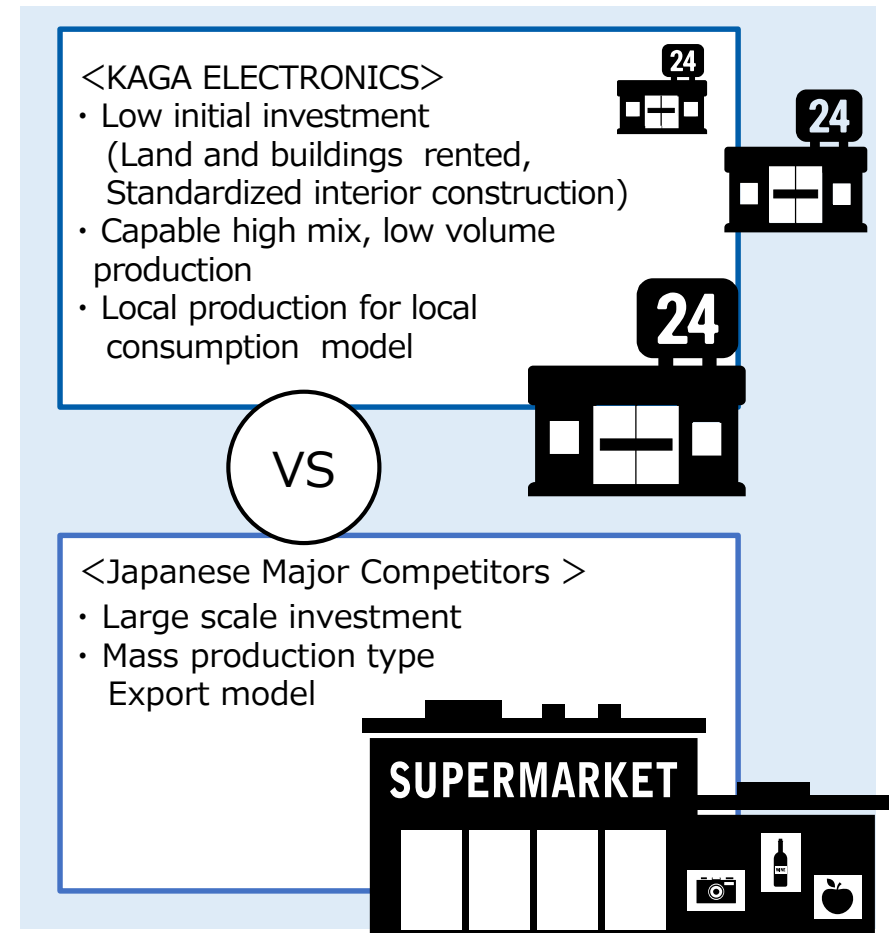 ＜KAGA ELECTRONICS＞
・Low initial investment
(Land and buildings rented,
Standardized interior construction)
・Capable high mix, low volume
production
・Local production for local
consumption model
24
24
24
VS
＜Japanese Major Competitors ＞
・Large scale investment
・Mass production type
Export model
SUPERMARKET